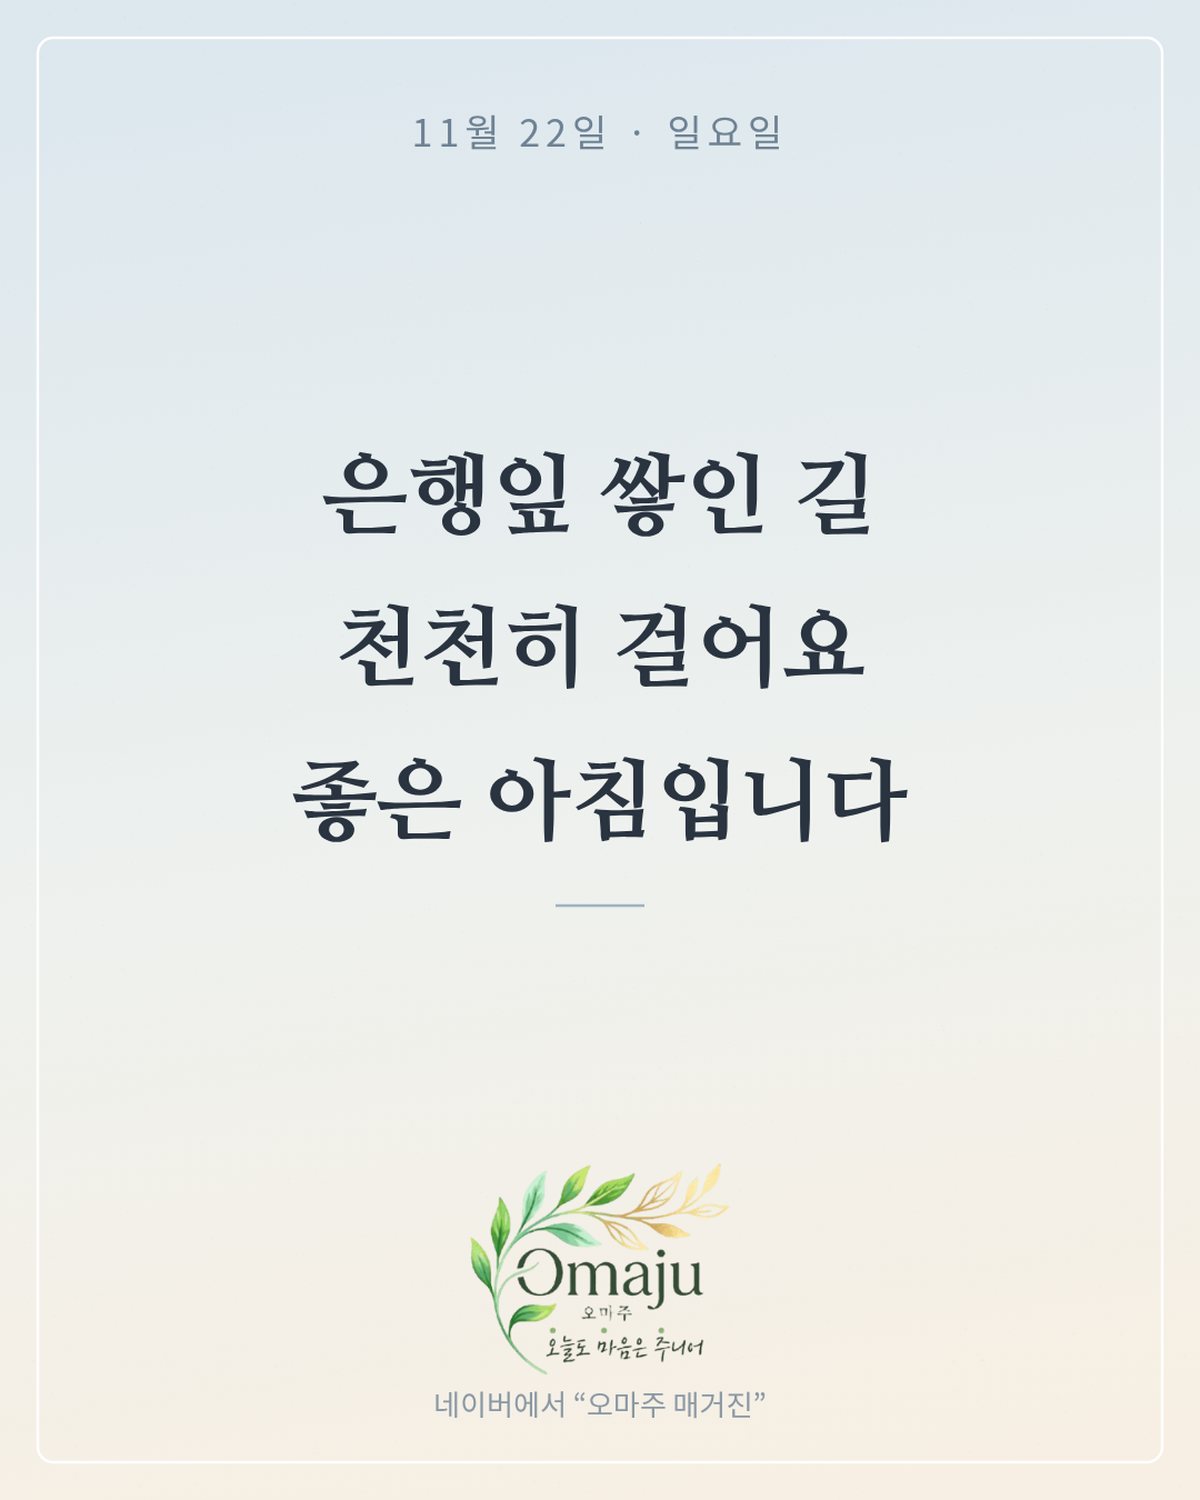 11월 22일 · 일요일
은행잎 쌓인 길
천천히 걸어요
좋은 아침입니다
Omaju
오마주
오늘도 마음은 주니어
네이버에서 “오마주 매거진”